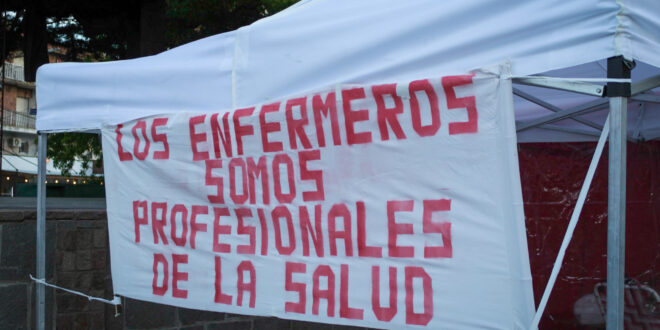 LOS ENFERMEROS
SOMOS
PROFESIONALES
DE LA SALUD